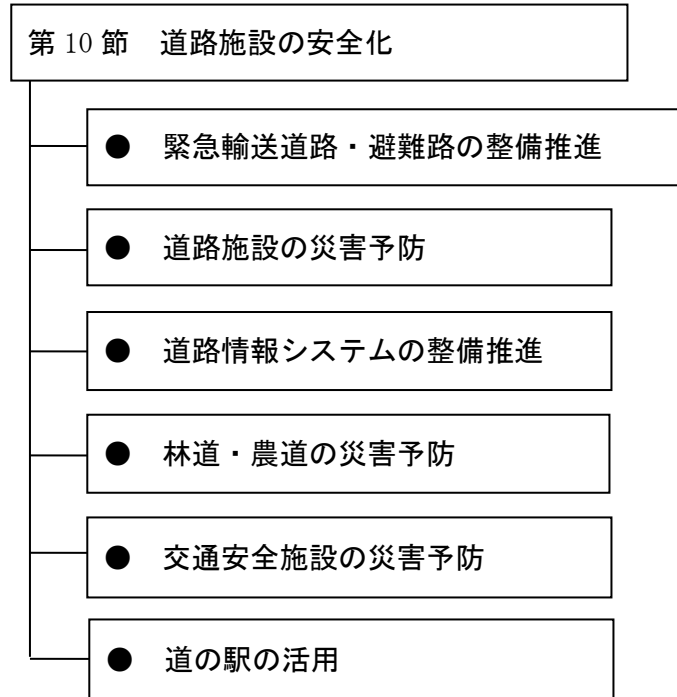 第 10 節　道路施設の安全化
●　緊急輸送道路・避難路の整備推進
●　道路施設の災害予防
●　道路情報システムの整備推進
●　林道・農道の災害予防
●　交通安全施設の災害予防
●　道の駅の活用